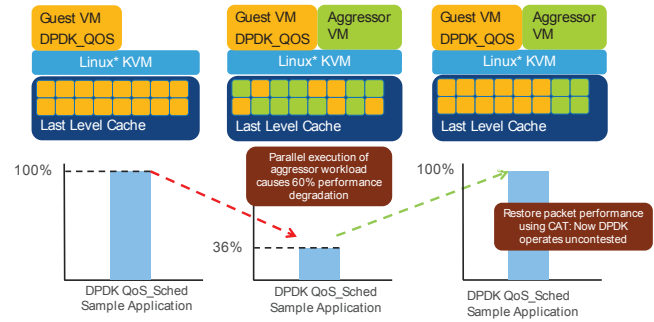 Guest VM
DPDK_QOS
Linux* KVM
Last Level Cache
Guest VM
DPDK_QOS
Aggressor
VM
Linux* KVM
Last Level Cache
Guest VM
DPDK_QOS
Aggressor
VM
Linux* KVM
Last Level Cache
100%
DPDK QoS_Sched
Sample Application
Parallel execution of
aggressor workload
causes 60% performance
degradation
36%
DPDK QoS_Sched
Sample Application
100%
Restore packet performance
using CAT: Now DPDK
operates uncontested
DPDK QoS_Sched
Sample Application